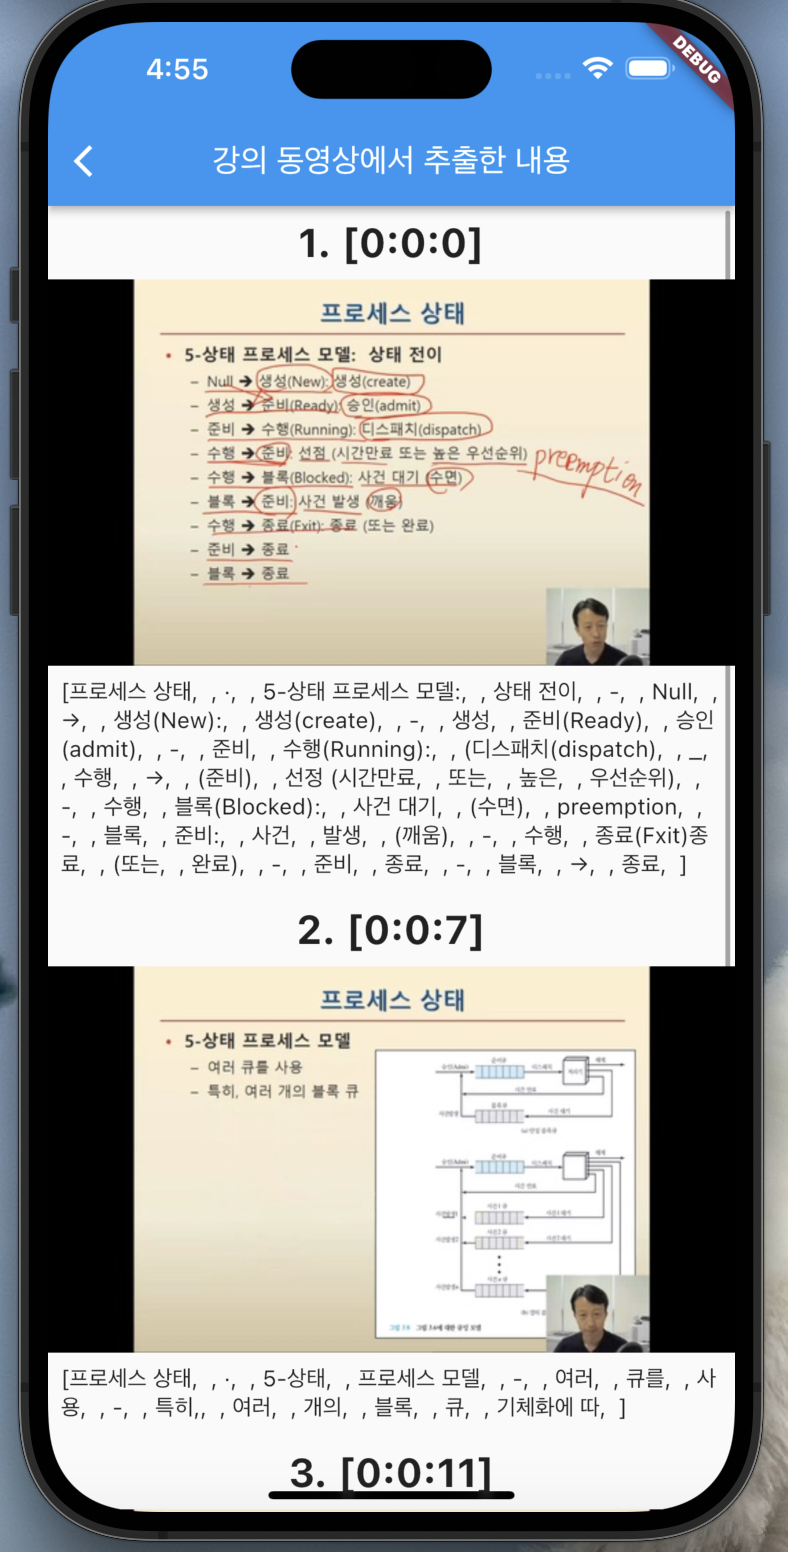 4:55
DEBUG
강의 동영상에서 추출한 내용
1. [0:0:0]
프로세스 상태
• 5-상태 프로세스 모델: 상태 전이
– Null → 생성(New): 생성(create)
– 생성 → 준비(Ready): 승인(admit)
– 준비 → 수행(Running): 디스패치(dispatch)
– 수행 → 준비: 선점 (시간만료 또는 높은 우선순위) preemption
– 수행 → 블록(Blocked): 사건 대기 (수면)
– 블록 → 준비: 사건 발생 (깨움)
– 수행 → 종료(Exit): 종료 (또는 완료)
– 준비 → 종료
– 블록 → 종료
[프로세스 상태,  , ·,  , 5-상태 프로세스 모델:,  , 상태 전이,  , -,  , Null,  ,
→,  , 생성(New):,  , 생성(create),  , -,  , 생성,  , 준비(Ready),  , 승인
(admit),  , -,  , 준비,  , 수행(Running):,  , (디스패치(dispatch),  , _,
, 수행,  , →,  , (준비),  , 선정 (시간만료,  , 또는,  , 높은,  , 우선순위),  ,
-,  , 수행,  , 블록(Blocked):,  , 사건 대기,  , (수면),  , preemption,  ,
-,  , 블록,  , 준비:,  , 사건,  , 발생,  , (깨움),  , -,  , 수행,  , 종료(Fxit)종
료,  , (또는,  , 완료),  , -,  , 준비,  , 종료,  , -,  , 블록,  , →,  , 종료,  ]
2. [0:0:7]
프로세스 상태
• 5-상태 프로세스 모델
– 여러 큐를 사용
– 특히, 여러 개의 블록 큐
[프로세스 상태,  , ·,  , 5-상태,  , 프로세스 모델,  , -,  , 여러,  , 큐를,  , 사
용,  , -,  , 특히,,  , 여러,  , 개의,  , 블록,  , 큐,  , 기체화에 따,  ]
3. [0:0:11]